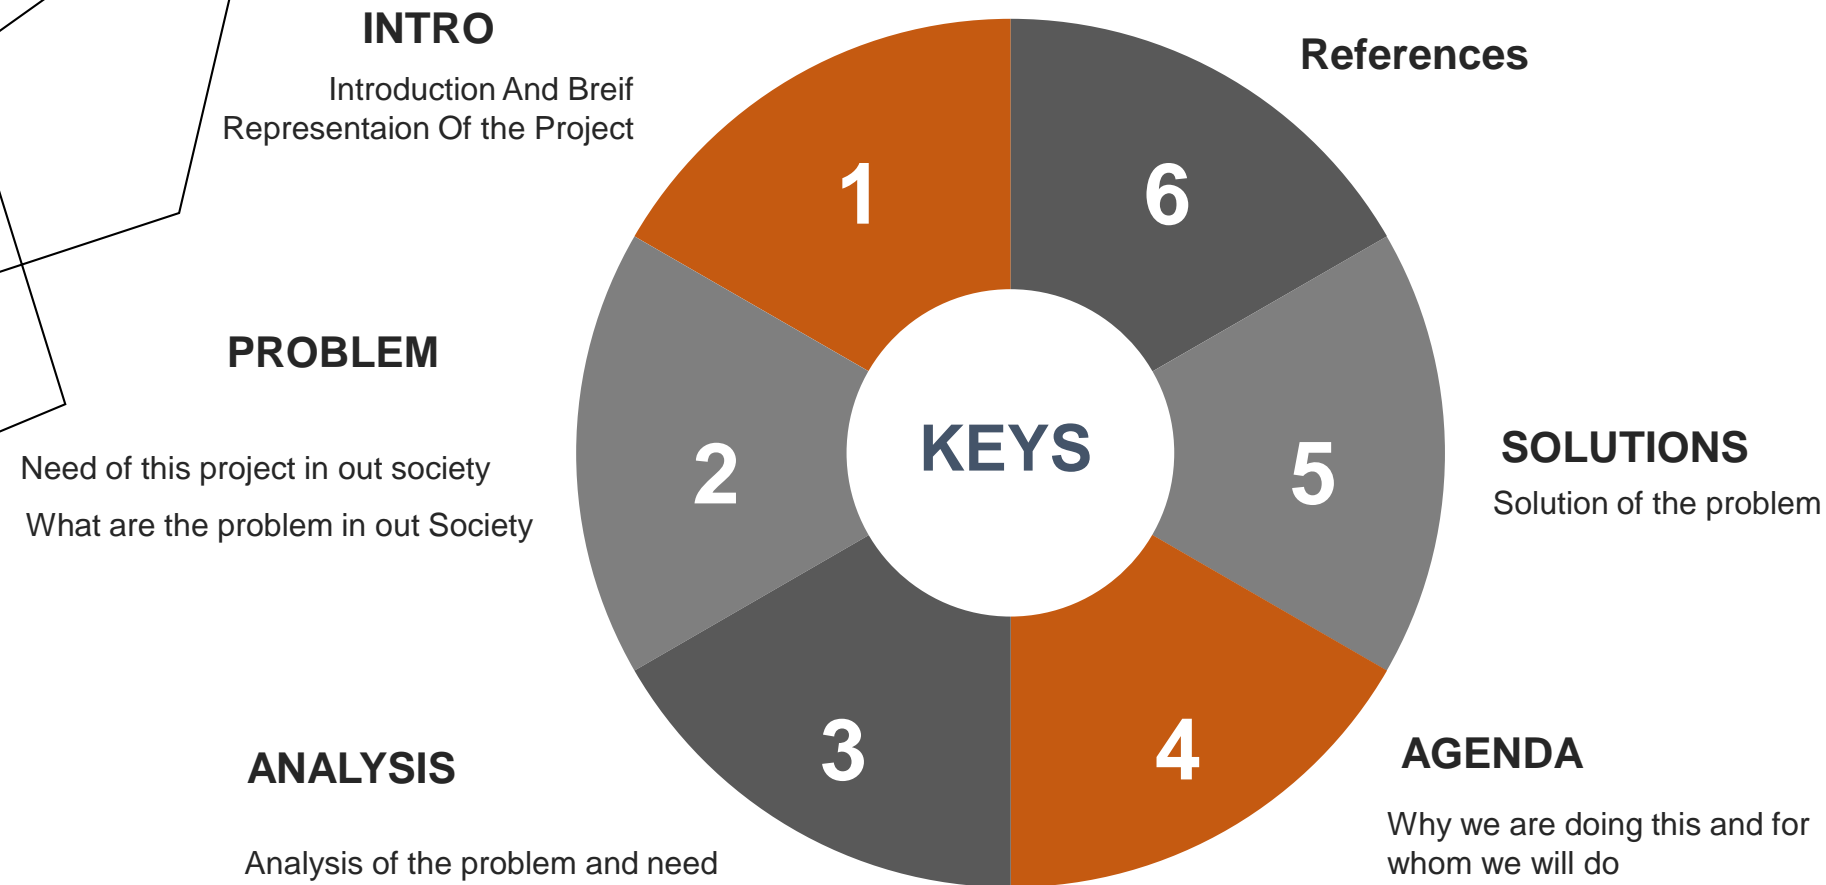 INTRO
Introduction And Breif
Representaion Of the Project
1
PROBLEM
Need of this project in out society
What are the problem in out Society
2
ANALYSIS
Analysis of the problem and need
3
KEYS
4
AGENDA
Why we are doing this and for
whom we will do
5
SOLUTIONS
Solution of the problem
6
References